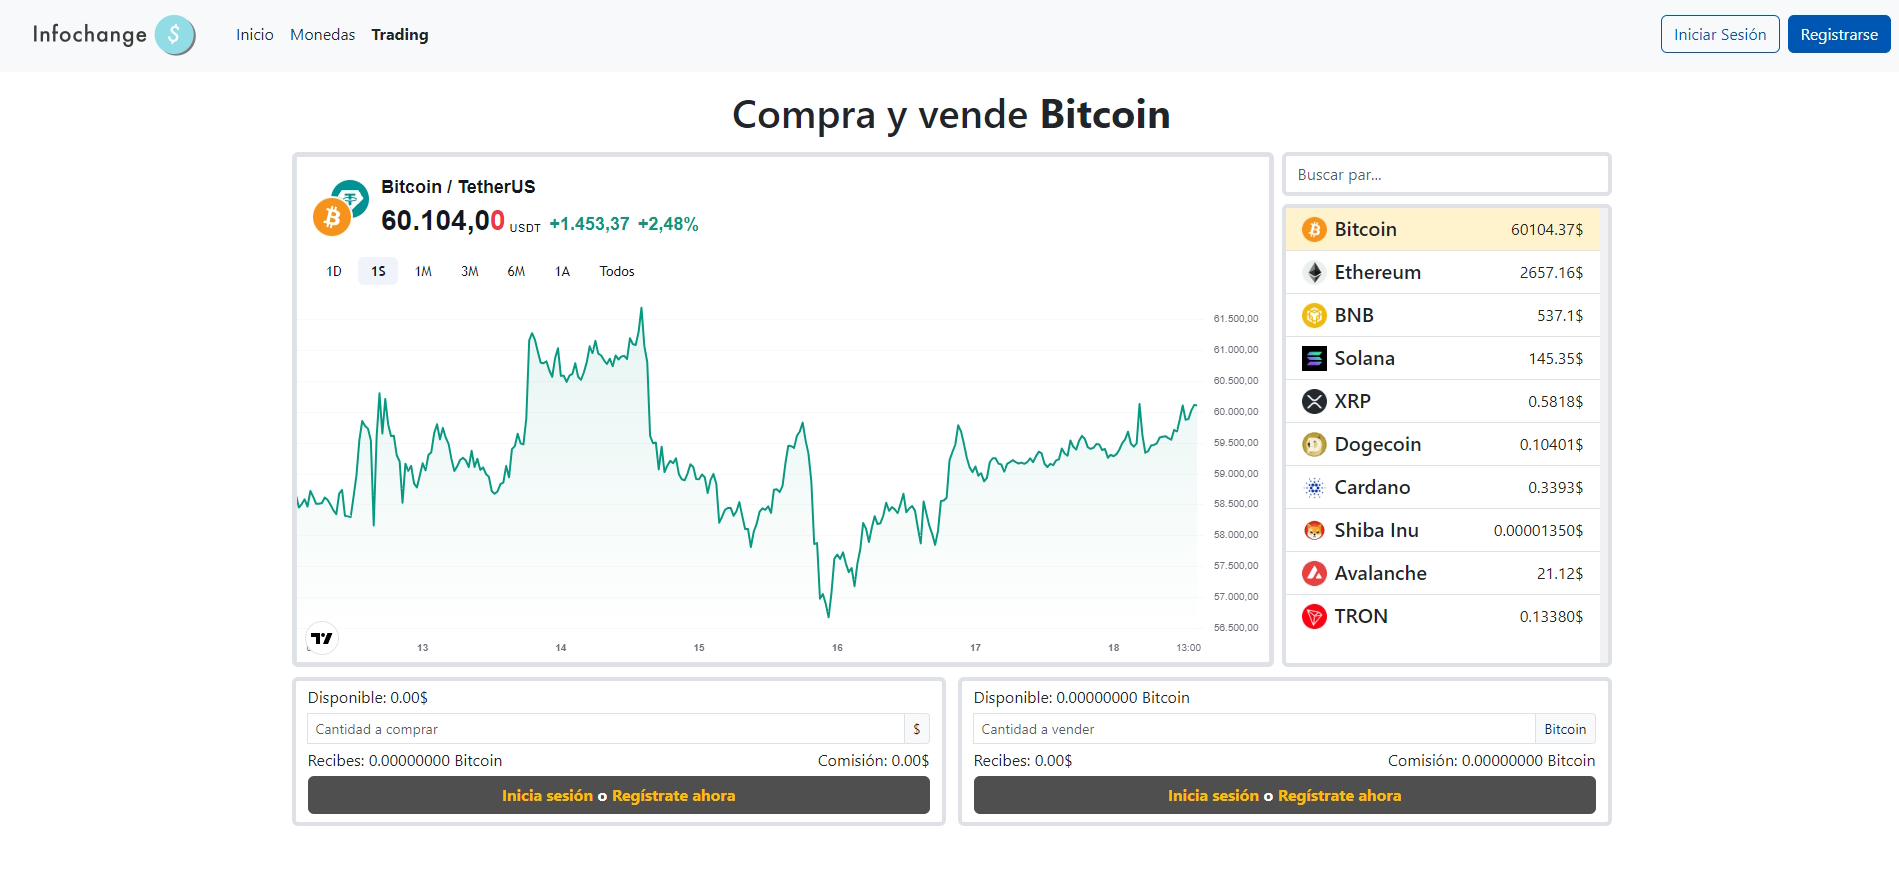 Infochange $
Inicio Monedas Trading
Iniciar Sesión
Registrarse
Compra y vende Bitcoin
Bitcoin / TetherUS
60.104,00 USDT +1.453,37 +2,48%
1D 1S 1M 3M 6M 1A Todos
61.500,00
61.000,00
60.500,00
60.000,00
59.500,00
59.000,00
58.500,00
58.000,00
57.500,00
57.000,00
56.500,00
13 14 15 16 17 18 13:00
Buscar par...
Bitcoin 60104.37$
Ethereum 2657.16$
BNB 537.1$
Solana 145.35$
XRP 0.5818$
Dogecoin 0.10401$
Cardano 0.3393$
Shiba Inu 0.00001350$
Avalanche 21.12$
TRON 0.13380$
Disponible: 0.00$
Cantidad a comprar $
Recibes: 0.00000000 Bitcoin Comisión: 0.00$
Inicia sesión o Regístrate ahora
Disponible: 0.00000000 Bitcoin
Cantidad a vender Bitcoin
Recibes: 0.00$ Comisión: 0.00000000 Bitcoin
Inicia sesión o Regístrate ahora